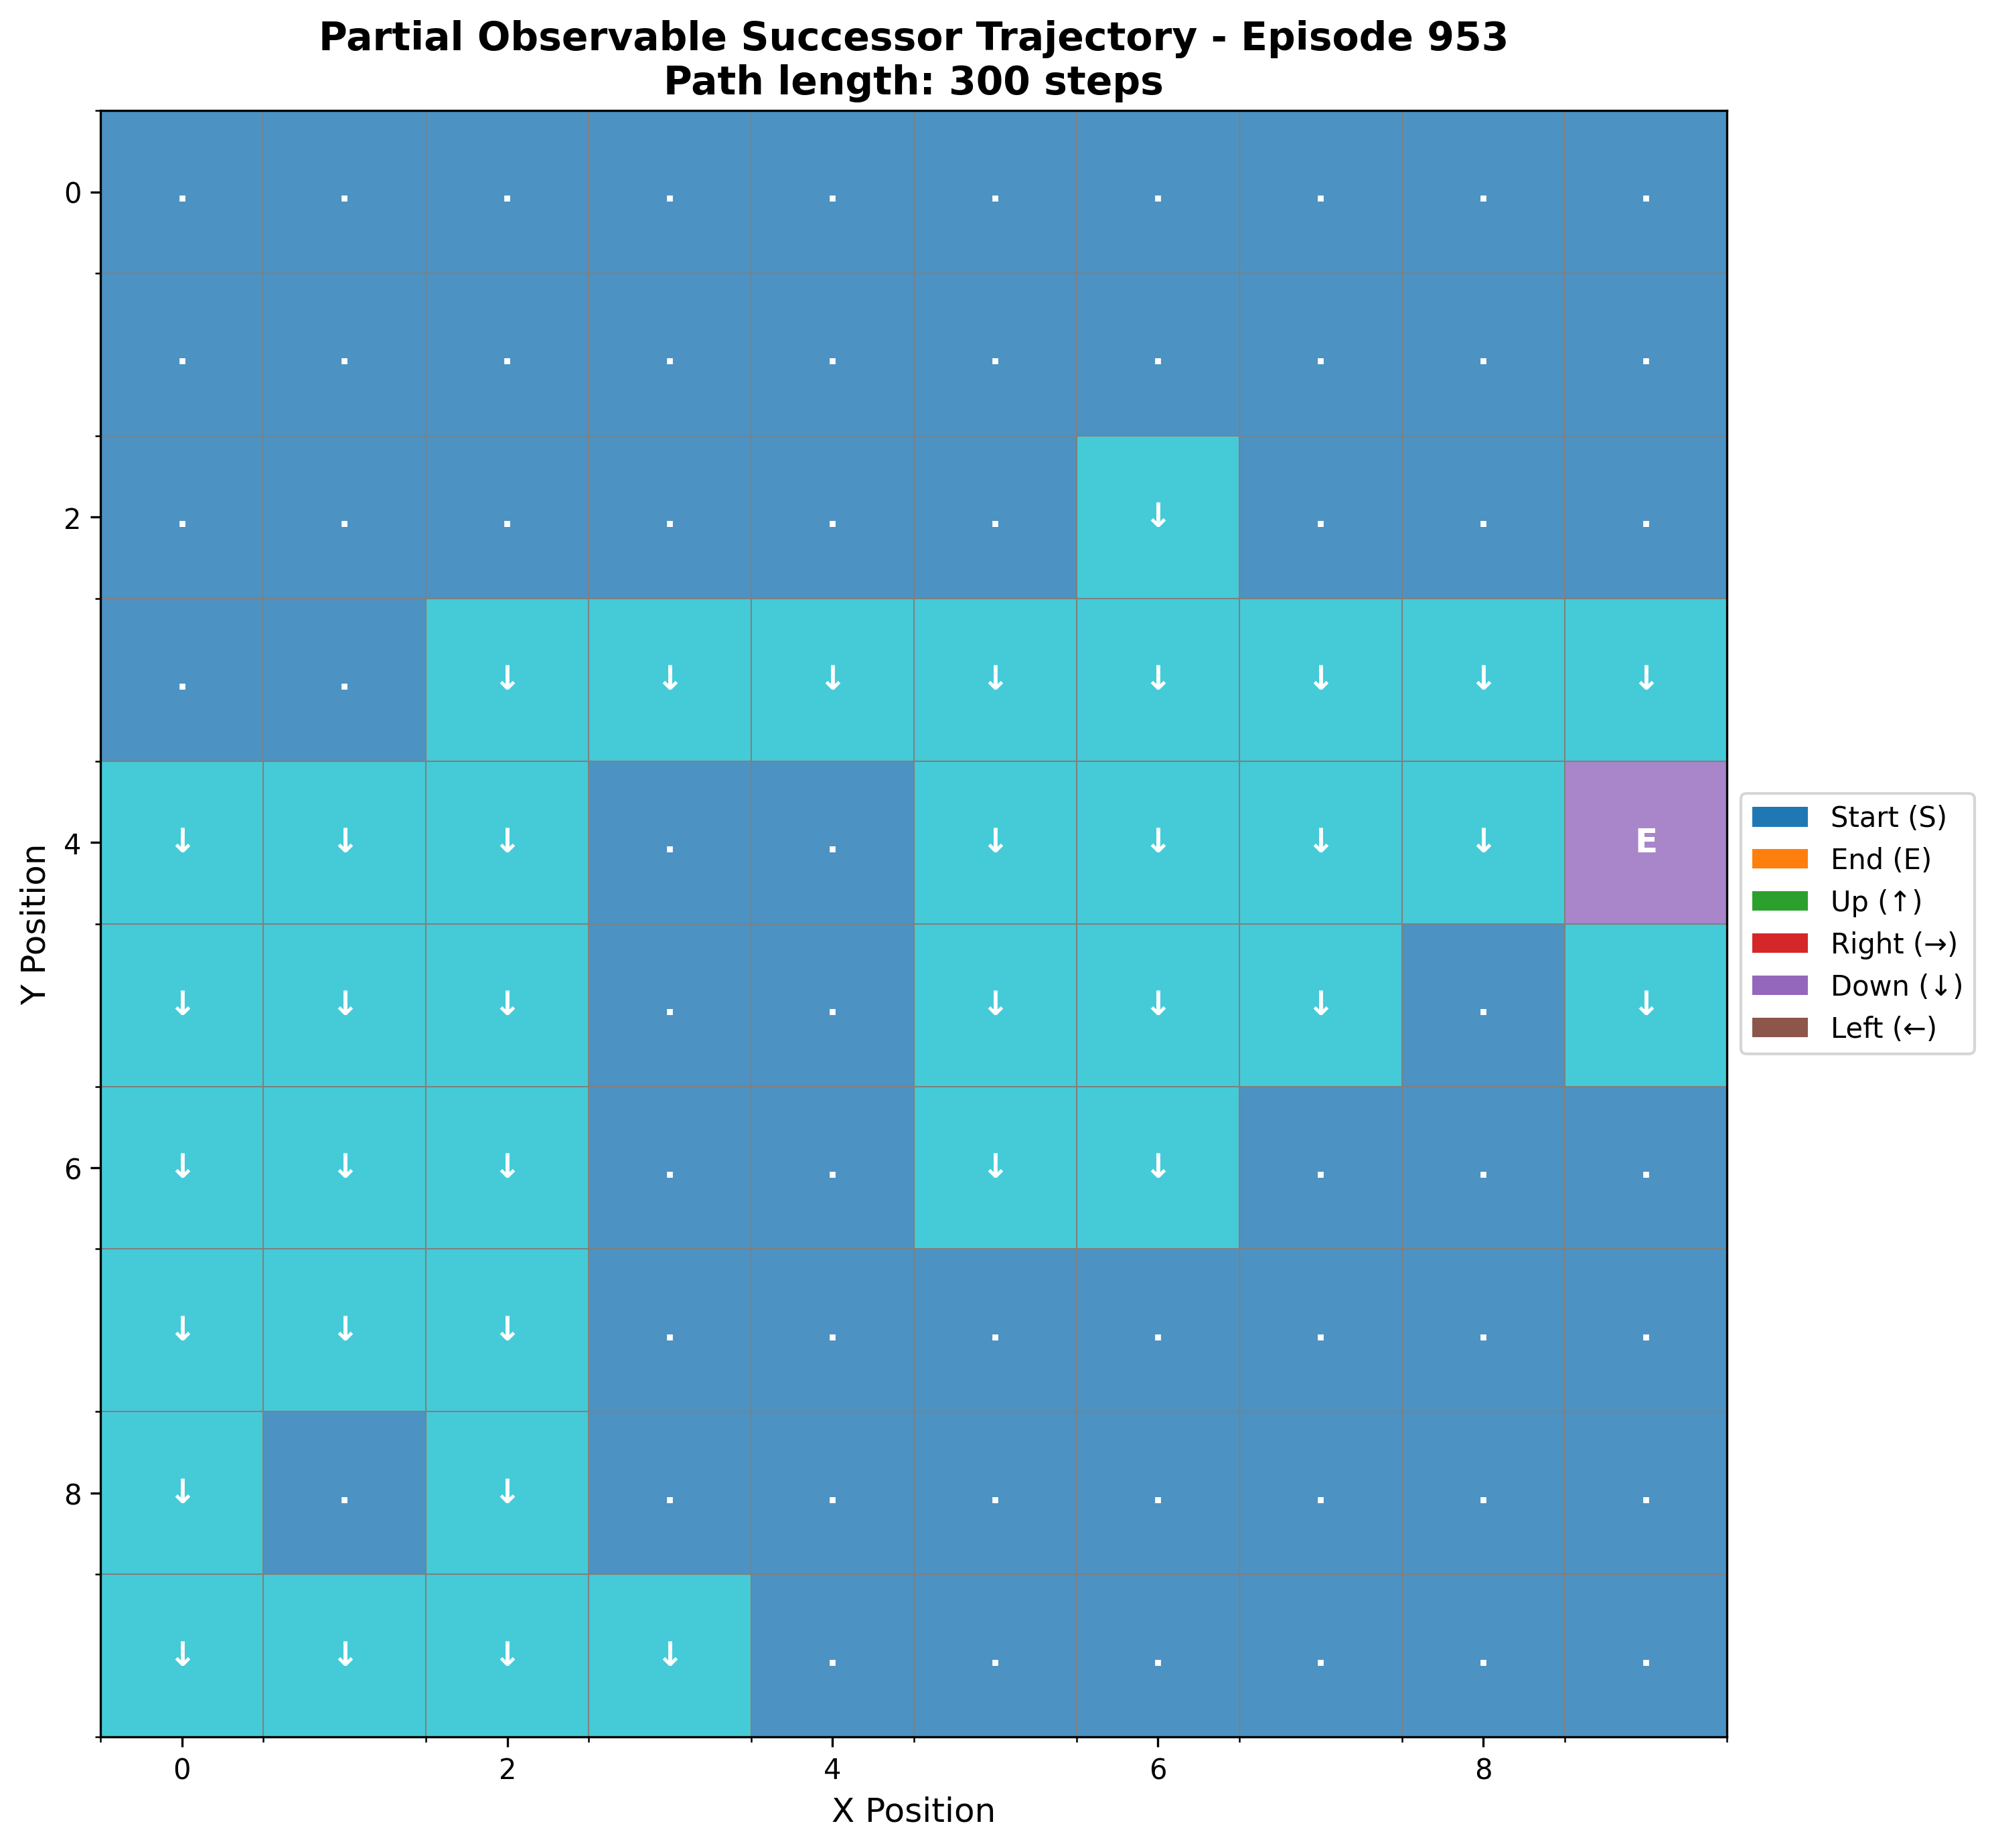 Partial Observable Successor Trajectory - Episode 953
Path length: 300 steps
0 . . . . . . . . . .
. . . . . . . . . .
2 . . . . . . ↓ . . .
. . ↓ ↓ ↓ ↓ ↓ ↓ ↓ ↓
4 ↓ ↓ ↓ . . ↓ ↓ ↓ ↓ E
↓ ↓ ↓ . . ↓ ↓ ↓ . ↓
6 ↓ ↓ ↓ . . ↓ ↓ . . .
↓ ↓ ↓ . . . . . . .
8 ↓ . ↓ . . . . . . .
↓ ↓ ↓ ↓ . . . . . .
0 2 4 6 8
X Position
Y Position
Start (S)
End (E)
Up (↑)
Right (→)
Down (↓)
Left (←)